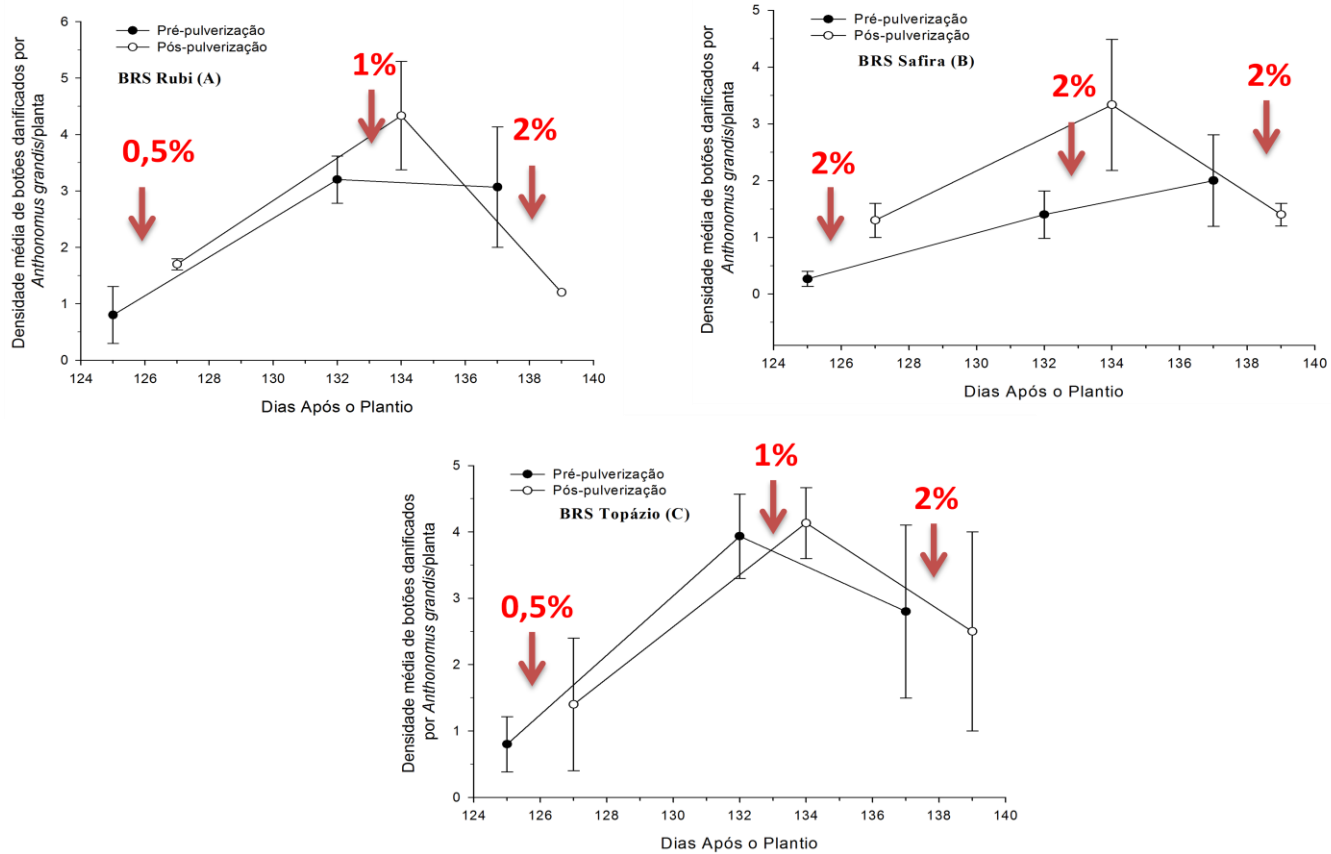 Densidade média de botões danificados por
Anthonomus grandis/planta
6
5
4
3
2
1
0
Pré-pulverização
Pós-pulverização
BRS Rubi (A)
0,5%
1%
2%
124 126 128 130 132 134 136 138 140
Dias Após o Plantio
Densidade média de botões danificados por
Anthonomus grandis/planta
5
4
3
2
1
0
Pré-pulverização
Pós-pulverização
BRS Safira (B)
2%
2%
2%
124 126 128 130 132 134 136 138 140
Dias Após o Plantio
Densidade média de botões danificados
por Anthonomus grandis/planta
5
4
3
2
1
0
Pré-pulverização
Pós-pulverização
BRS Topázio (C)
0,5%
1%
2%
124 126 128 130 132 134 136 138 140
Dias Após o Plantio